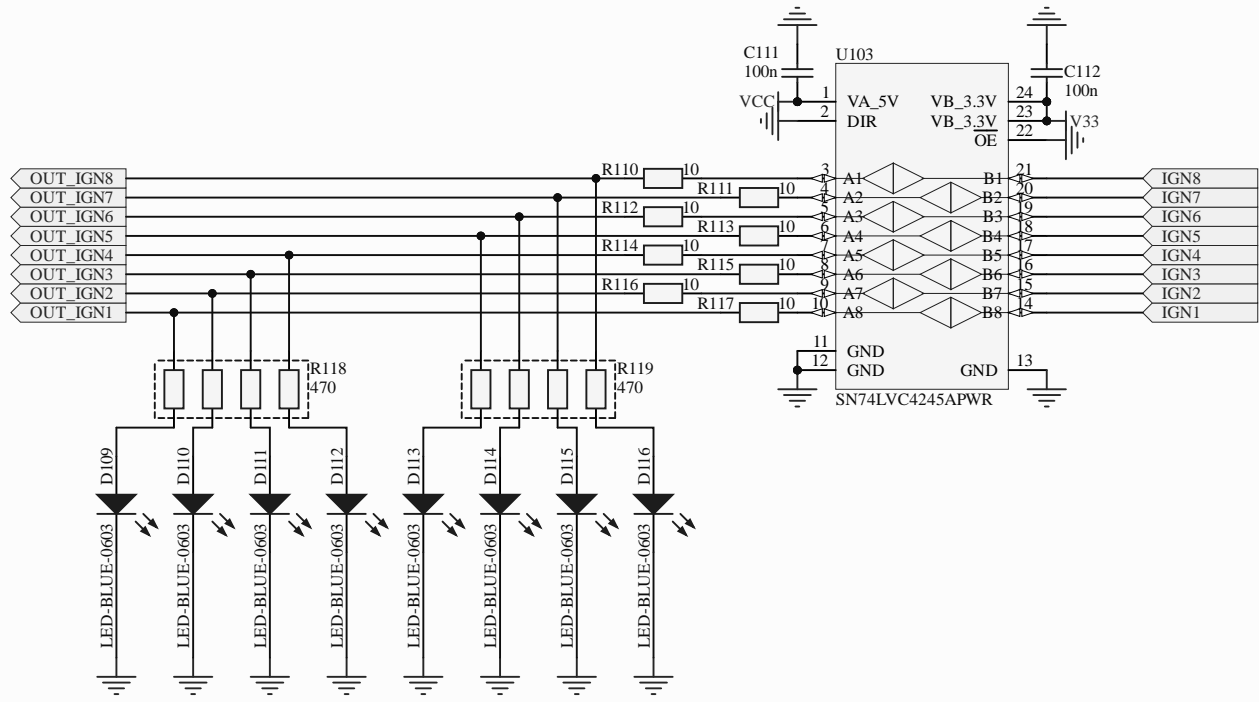 C111
100n
U103
C112
100n
VCC
1
VA_5V
VB_3.3V
24
2
DIR
VB_3.3V
23
V33
OE
22
OUT_IGN8
R110
10
3
A1
B1
21
IGN8
OUT_IGN7
R111
10
4
A2
B2
20
IGN7
OUT_IGN6
R112
10
5
A3
B3
9
IGN6
OUT_IGN5
R113
10
6
A4
B4
8
IGN5
OUT_IGN4
R114
10
7
A5
B5
7
IGN4
OUT_IGN3
R115
10
8
A6
B6
6
IGN3
OUT_IGN2
R116
10
9
A7
B7
5
IGN2
OUT_IGN1
R117
10
10
A8
B8
4
IGN1
11
GND
12
GND
GND
13
R118
470
R119
470
SN74LVC4245APWR
D109
D110
D111
D112
D113
D114
D115
D116
LED-BLUE-0603
LED-BLUE-0603
LED-BLUE-0603
LED-BLUE-0603
LED-BLUE-0603
LED-BLUE-0603
LED-BLUE-0603
LED-BLUE-0603